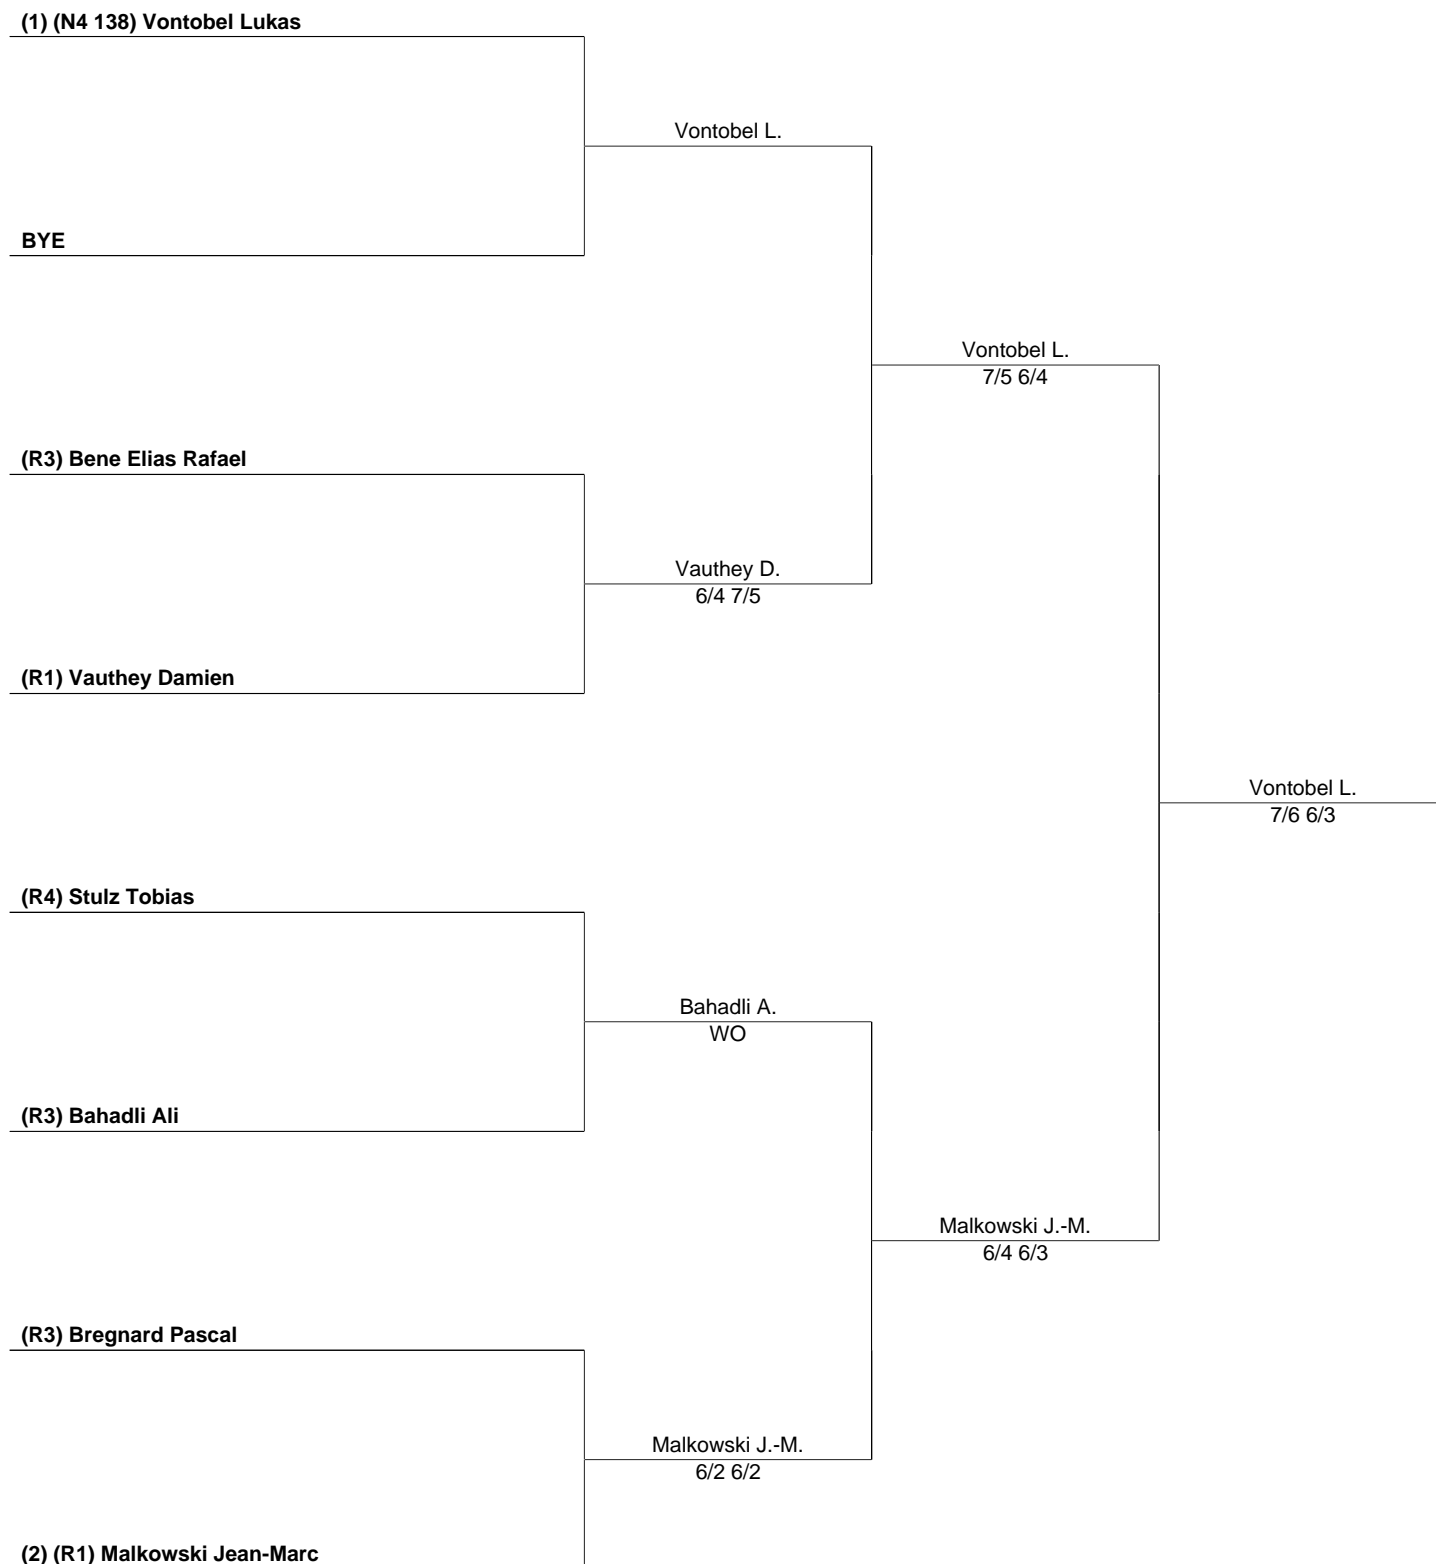 (1) (N4 138) Vontobel Lukas
Vontobel L.
BYE
Vontobel L.
7/5 6/4
(R3) Bene Elias Rafael
Vauthey D.
6/4 7/5
(R1) Vauthey Damien
Vontobel L.
7/6 6/3
(R4) Stulz Tobias
Bahadli A.
WO
(R3) Bahadli Ali
Malkowski J.-M.
6/4 6/3
(R3) Bregnard Pascal
Malkowski J.-M.
6/2 6/2
(2) (R1) Malkowski Jean-Marc